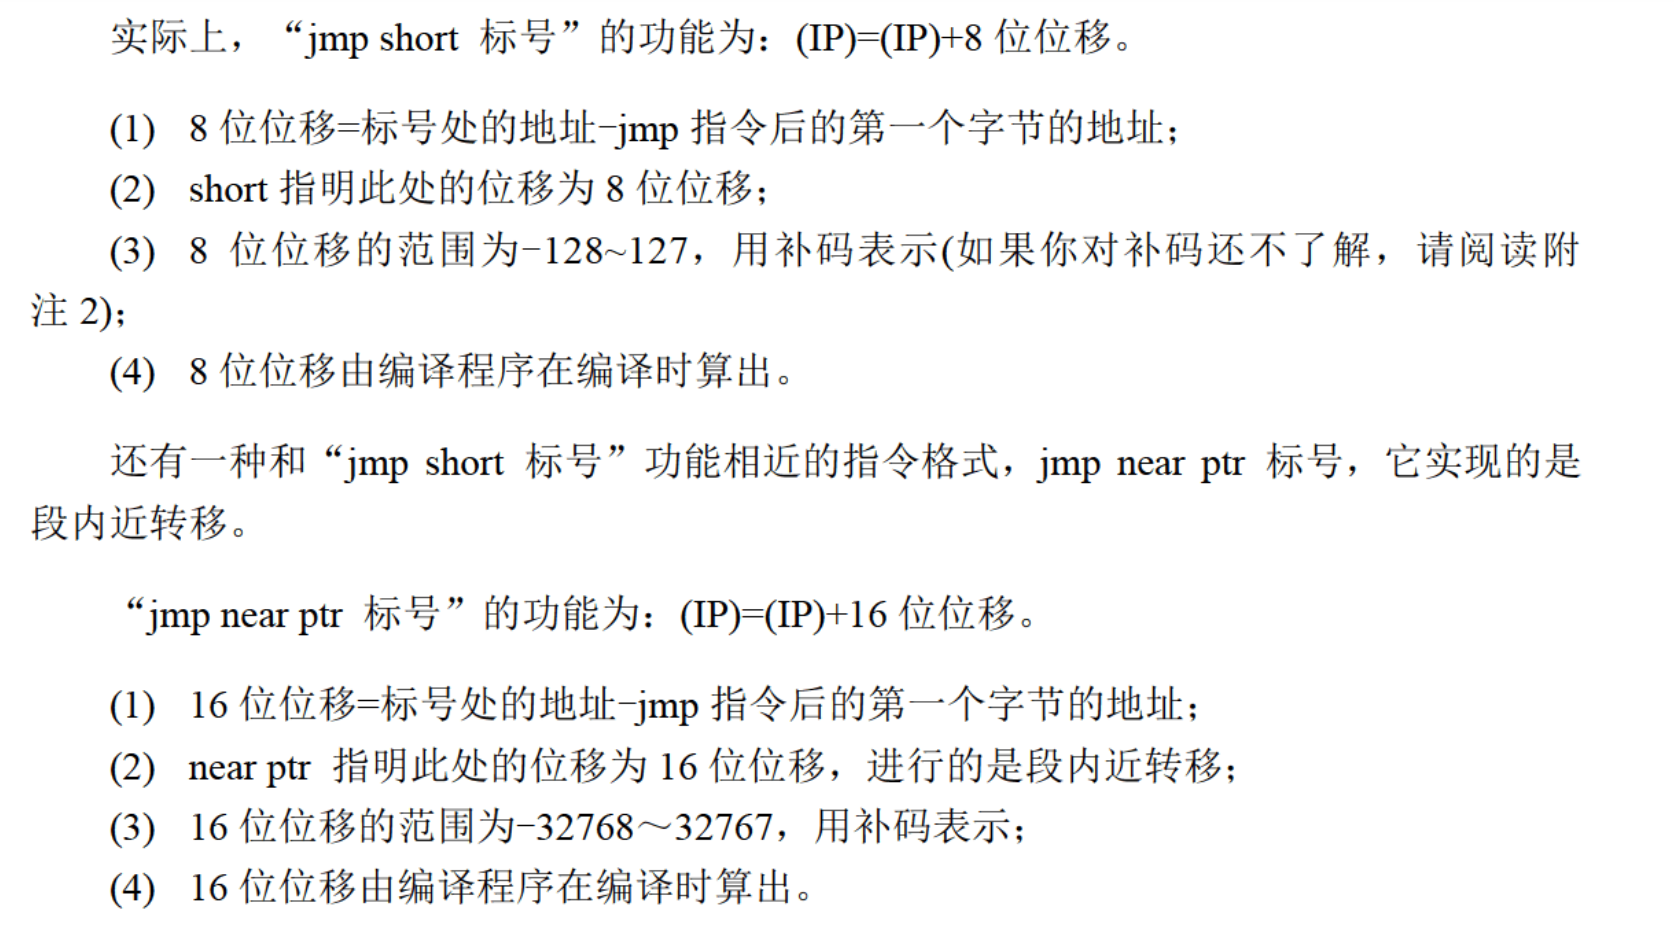 实际上，“jmp short 标号”的功能为：(IP)=(IP)+8 位位移。
(1) 8 位位移=标号处的地址-jmp 指令后的第一个字节的地址；
(2) short 指明此处的位移为 8 位位移；
(3) 8 位位移的范围为-128~127，用补码表示(如果你对补码还不了解，请阅读附
注 2)；
(4) 8 位位移由编译程序在编译时算出。
还有一种和“jmp short 标号”功能相近的指令格式，jmp near ptr 标号，它实现的是
段内近转移。
“jmp near ptr 标号”的功能为：(IP)=(IP)+16 位位移。
(1) 16 位位移=标号处的地址-jmp 指令后的第一个字节的地址；
(2) near ptr 指明此处的位移为 16 位位移，进行的是段内近转移；
(3) 16 位位移的范围为-32768～32767，用补码表示；
(4) 16 位位移由编译程序在编译时算出。